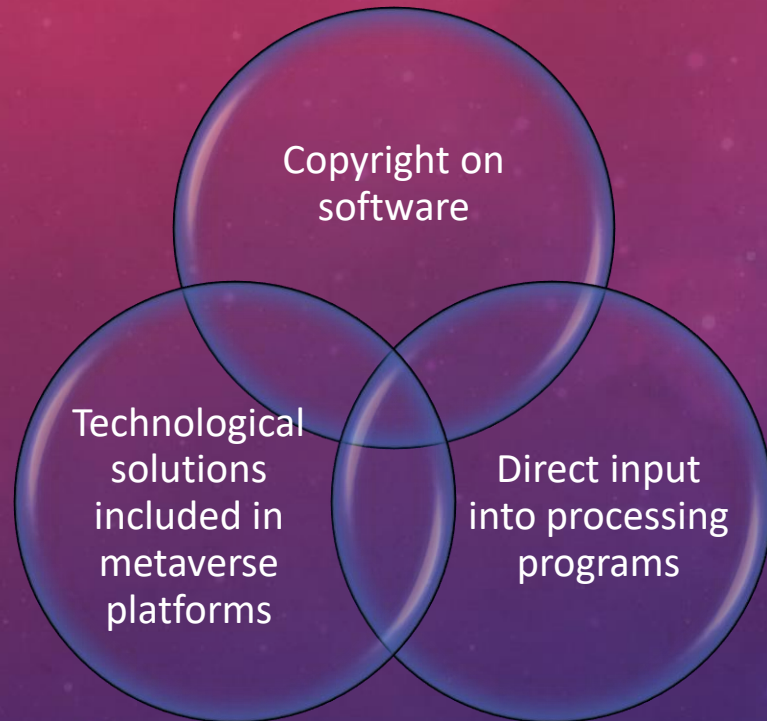 Copyright on
software
Technological
solutions
included in
metaverse
platforms
Direct input
into processing
programs